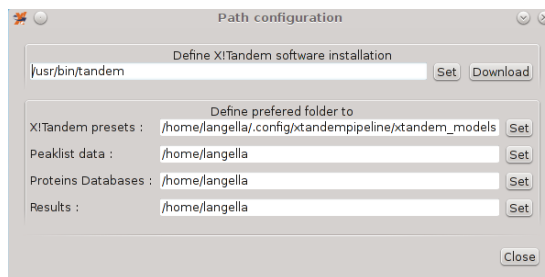 Path configuration
Define X!Tandem software installation
/usr/bin/tandem Set Download
Define prefered folder to
X!Tandem presets : /home/langella/.config/xtandempipeline/xtandem_models Set
Peaklist data : /home/langella Set
Proteins Databases : /home/langella Set
Results : /home/langella Set
Close